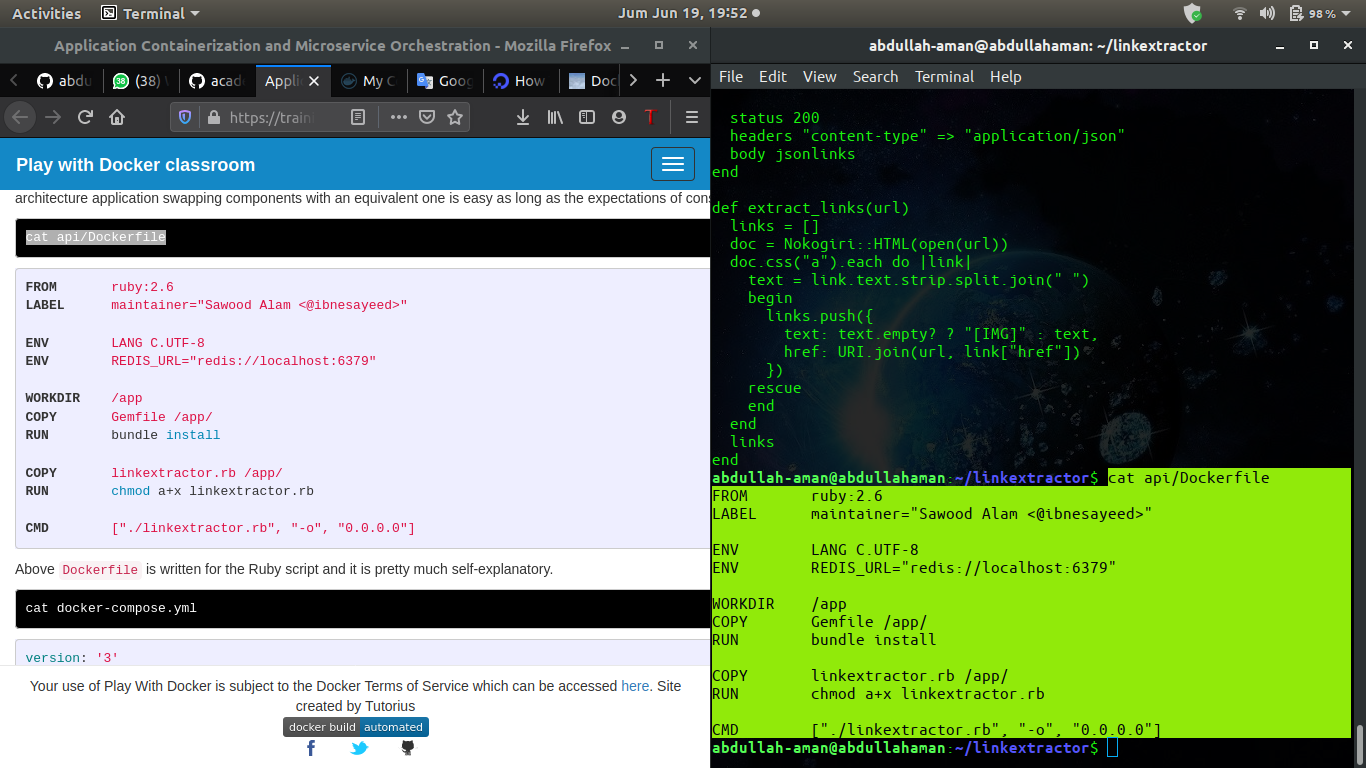 Activities Terminal Jum Jun 19, 19:52 98%
Application Containerization and Microservice Orchestration - Mozilla Firefox
abdu (38) acad Appli My C Goog How Doc
https://traini
Play with Docker classroom
architecture application swapping components with an equivalent one is easy as long as the expectations of cons
cat api/Dockerfile
FROM ruby:2.6
LABEL maintainer="Sawood Alam <@ibnesayeed>"
ENV LANG C.UTF-8
ENV REDIS_URL="redis://localhost:6379"
WORKDIR /app
COPY Gemfile /app/
RUN bundle install
COPY linkextractor.rb /app/
RUN chmod a+x linkextractor.rb
CMD ["./linkextractor.rb", "-o", "0.0.0.0"]
Above Dockerfile is written for the Ruby script and it is pretty much self-explanatory.
cat docker-compose.yml
version: '3'
Your use of Play With Docker is subject to the Docker Terms of Service which can be accessed here. Site
created by Tutorius
docker build automated
abdullah-aman@abdullahaman: ~/linkextractor
File Edit View Search Terminal Help
status 200
headers "content-type" => "application/json"
body jsonlinks
end
def extract_links(url)
links = []
doc = Nokogiri::HTML(open(url))
doc.css("a").each do |link|
text = link.text.strip.split.join(" ")
begin
links.push({
text: text.empty? ? "[IMG]" : text,
href: URI.join(url, link["href"])
})
rescue
end
end
links
end
abdullah-aman@abdullahaman:~/linkextractor$ cat api/Dockerfile
FROM ruby:2.6
LABEL maintainer="Sawood Alam <@ibnesayeed>"
ENV LANG C.UTF-8
ENV REDIS_URL="redis://localhost:6379"
WORKDIR /app
COPY Gemfile /app/
RUN bundle install
COPY linkextractor.rb /app/
RUN chmod a+x linkextractor.rb
CMD ["./linkextractor.rb", "-o", "0.0.0.0"]
abdullah-aman@abdullahaman:~/linkextractor$